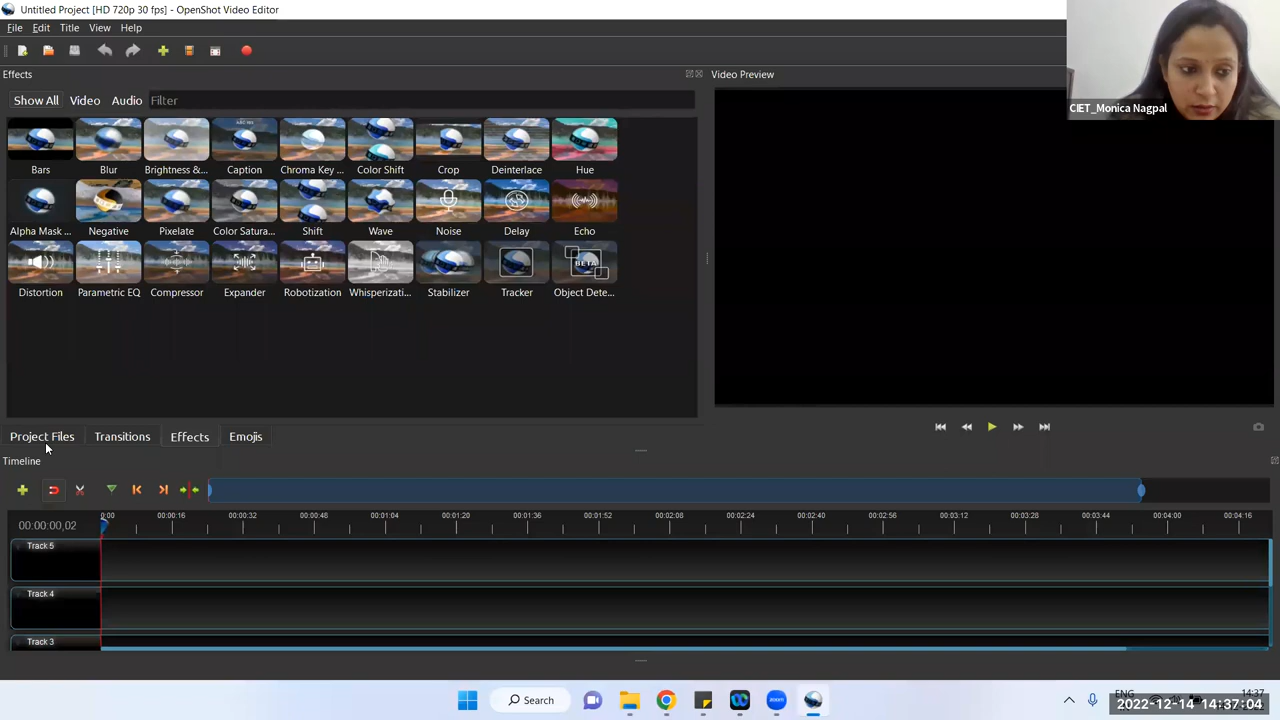 Untitled Project [HD 720p 30 fps] - OpenShot Video Editor
File Edit Title View Help
Effects
Video Preview
CIET_Monica Nagpal
Show All Video Audio Filter
Bars Blur Brightness &... Caption Chroma Key ... Color Shift Crop Deinterlace Hue
Alpha Mask ... Negative Pixelate Color Satura... Shift Wave Noise Delay Echo
BETA
Distortion Parametric EQ Compressor Expander Robotization Whisperizati... Stabilizer Tracker Object Dete...
Project Files Transitions Effects Emojis
Timeline
00:00:00,02
0:00 00:00:16 00:00:32 00:00:48 00:01:04 00:01:20 00:01:36 00:01:52 00:02:08 00:02:24 00:02:40 00:02:56 00:03:12 00:03:28 00:03:44 00:04:00 00:04:16
Track 5
Track 4
Track 3
Search
zoom
ENG
14:37
2022-12-14 14:37:04